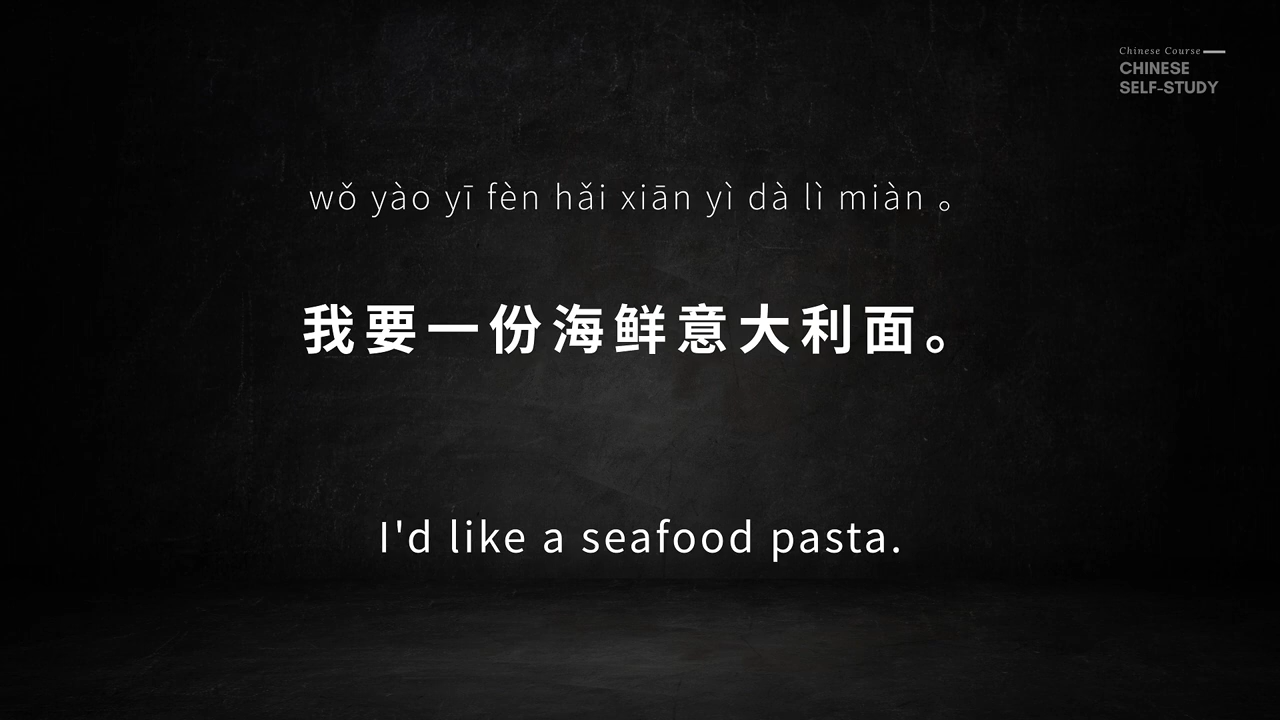 Chinese Course
CHINESE
SELF-STUDY
wǒ yào yī fèn hǎi xiān yì dà lì miàn 。
我要一份海鲜意大利面。
I'd like a seafood pasta.